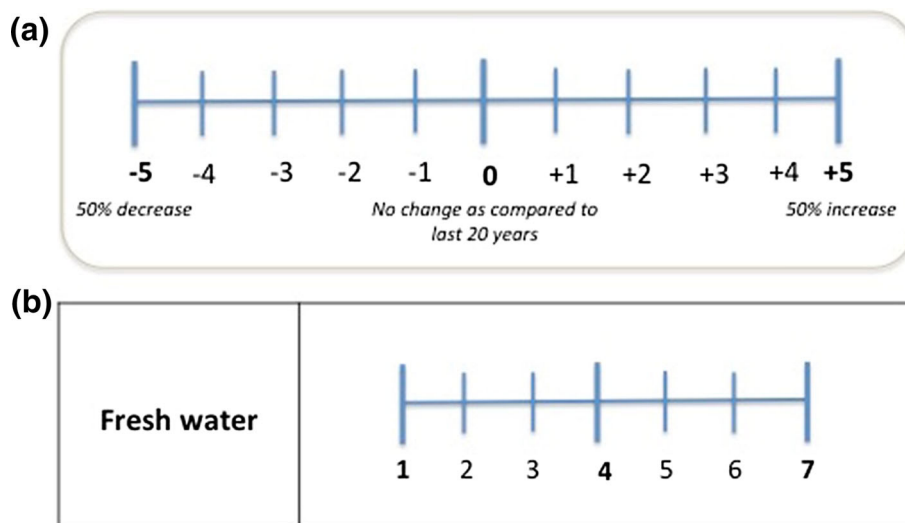 (a)
-5 -4 -3 -2 -1 0 +1 +2 +3 +4 +5
50% decrease No change as compared to 50% increase
last 20 years
(b)
Fresh water
1 2 3 4 5 6 7